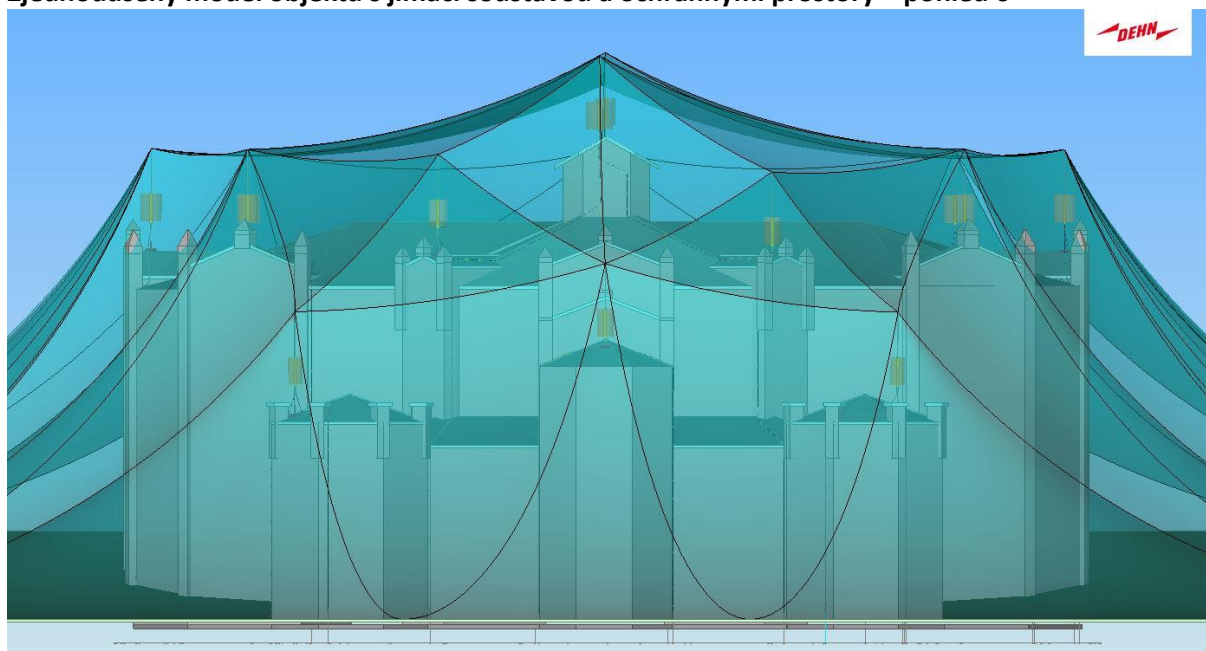 Zjednodušený model objektu s jímací soustavou a ochrannými prostory – pohled
DEHN